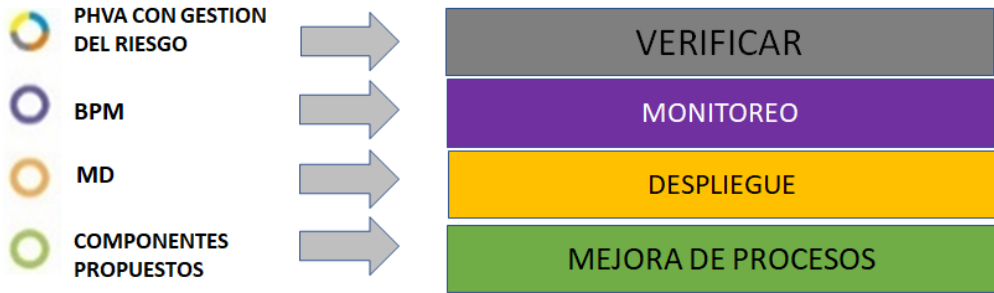 PHVA CON GESTION
DEL RIESGO
VERIFICAR
BPM
MONITOREO
MD
DESPLIEGUE
COMPONENTES
PROPUESTOS
MEJORA DE PROCESOS